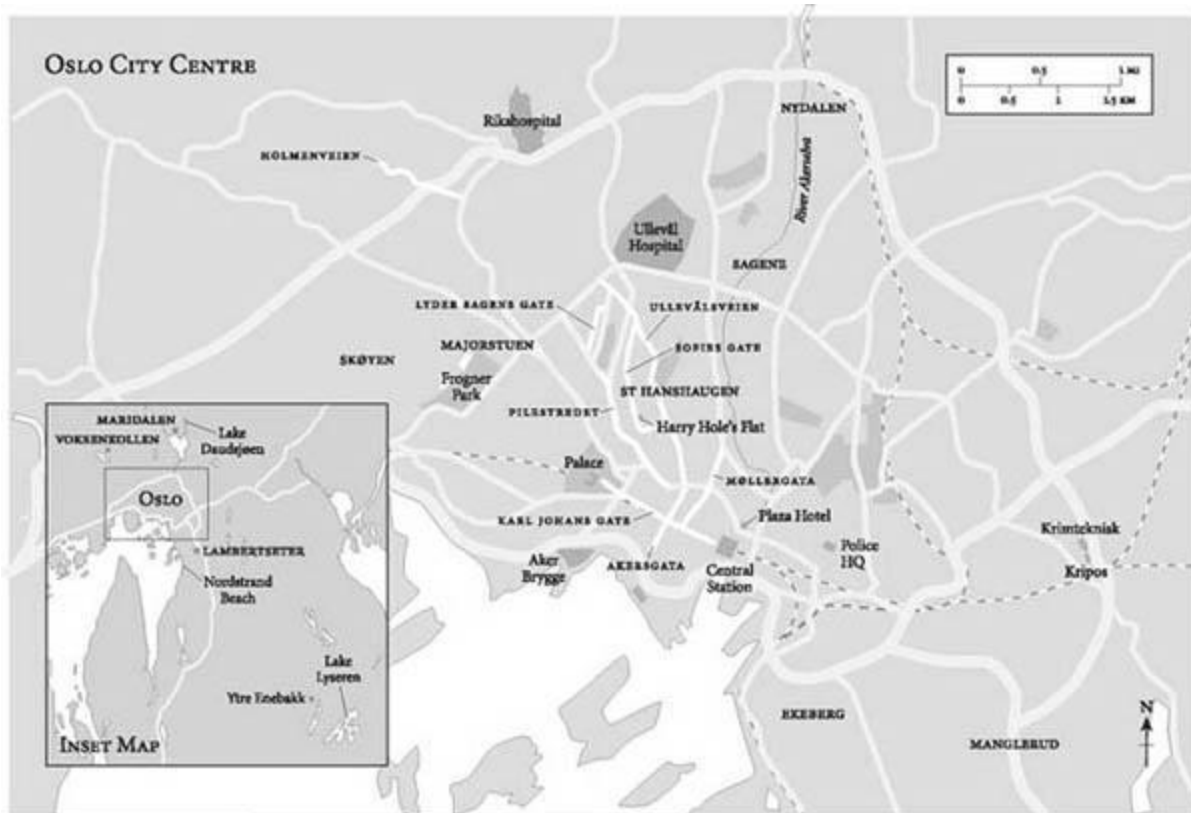 OSLO CITY CENTRE
0 0.5 1 MI
0 0.5 1 1.5 KM
NYDALEN
Rikshospital
HOLMENVEIEN
River Akerselva
Ullevål
Hospital
SAGENE
LYDER SAGENS GATE
ULLEVÅLSVEIEN
MAJORSTUEN
SOFIES GATE
SKØYEN
Frogner
Park
ST HANSHAUGEN
PILESTREDET
Harry Hole's Flat
MARIDALEN
Lake
Daudsjøen
VOKSENKOLLEN
Palace
MØLLERGATA
OSLO
KARL JOHANS GATE
Plaza Hotel
Krimteknisk
LAMBERTSETER
Aker
Brygge
AKERSGATA
Central
Station
Police
HQ
Kripos
Nordstrand
Beach
Lake
Lyseren
Ytre Enebakk
EKEBERG
N
MANGLERUD
INSET MAP